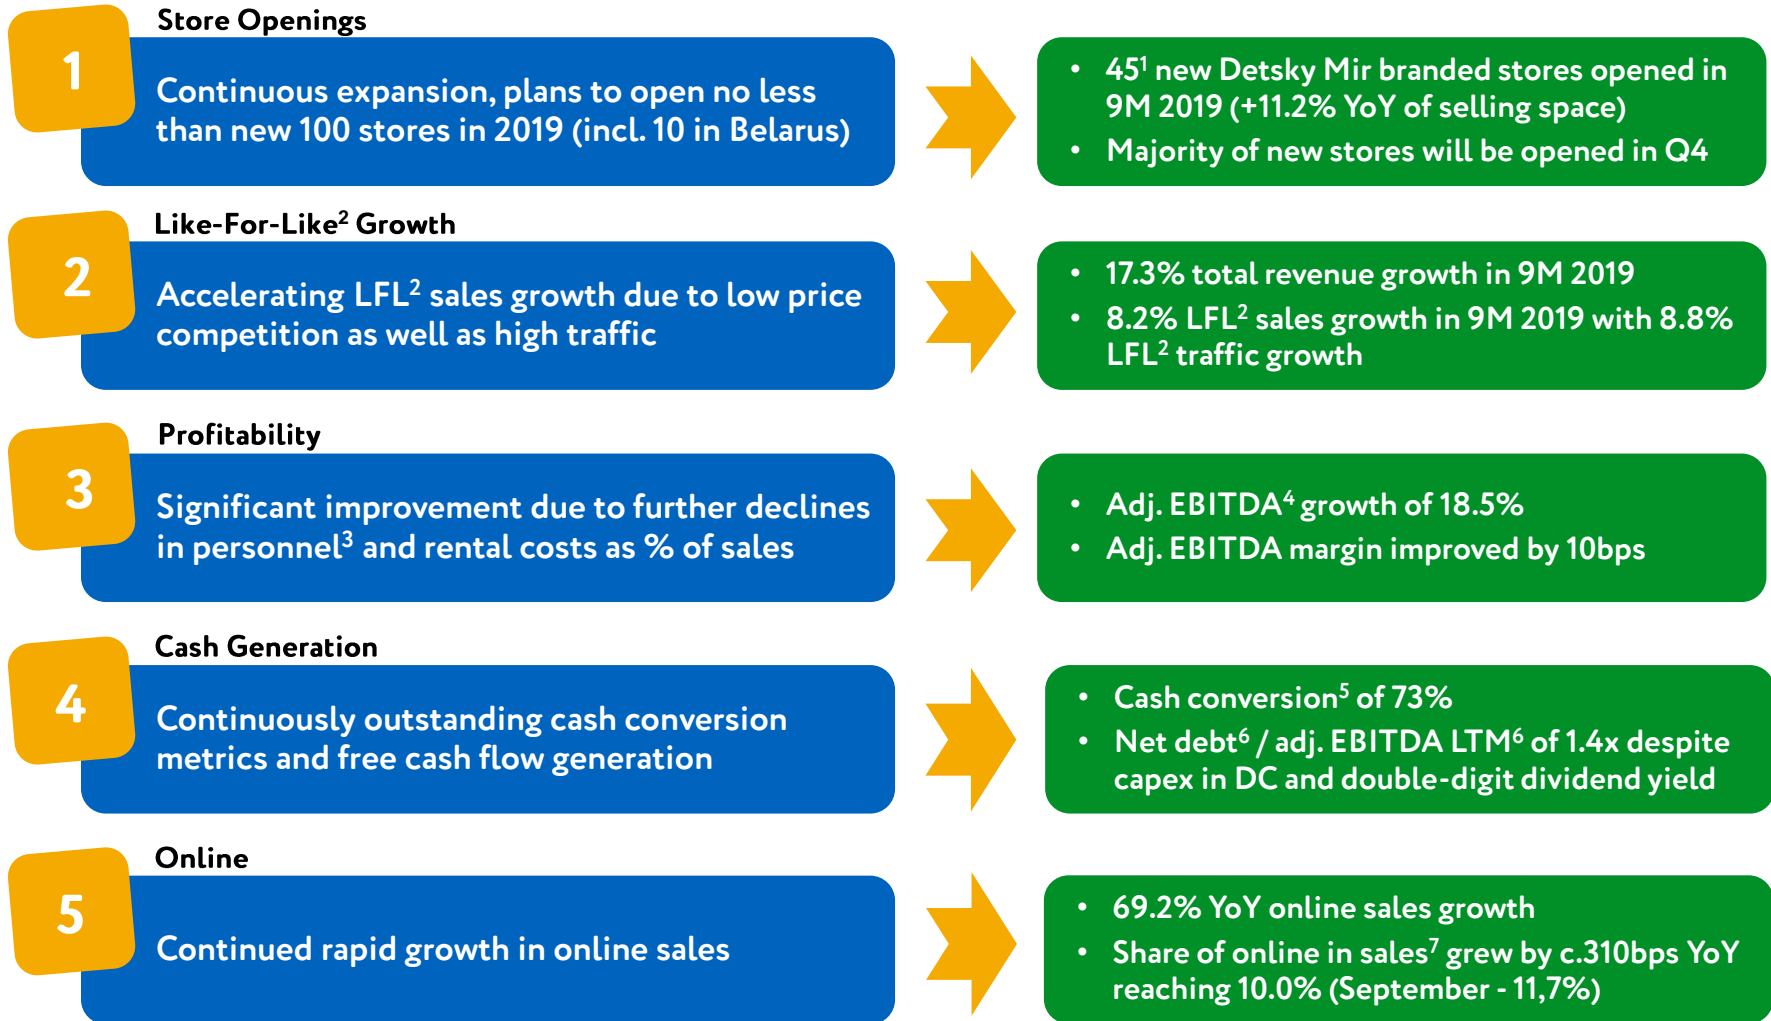 Store Openings
1
Continuous expansion, plans to open no less
than new 100 stores in 2019 (incl. 10 in Belarus)
• 45¹ new Detsky Mir branded stores opened in
9M 2019 (+11.2% YoY of selling space)
• Majority of new stores will be opened in Q4
Like-For-Like² Growth
2
Accelerating LFL² sales growth due to low price
competition as well as high traffic
• 17.3% total revenue growth in 9M 2019
• 8.2% LFL² sales growth in 9M 2019 with 8.8%
LFL² traffic growth
Profitability
3
Significant improvement due to further declines
in personnel³ and rental costs as % of sales
• Adj. EBITDA⁴ growth of 18.5%
• Adj. EBITDA margin improved by 10bps
Cash Generation
4
Continuously outstanding cash conversion
metrics and free cash flow generation
• Cash conversion⁵ of 73%
• Net debt⁶ / adj. EBITDA LTM⁶ of 1.4x despite
capex in DC and double-digit dividend yield
Online
5
Continued rapid growth in online sales
• 69.2% YoY online sales growth
• Share of online in sales⁷ grew by c.310bps YoY
reaching 10.0% (September - 11,7%)